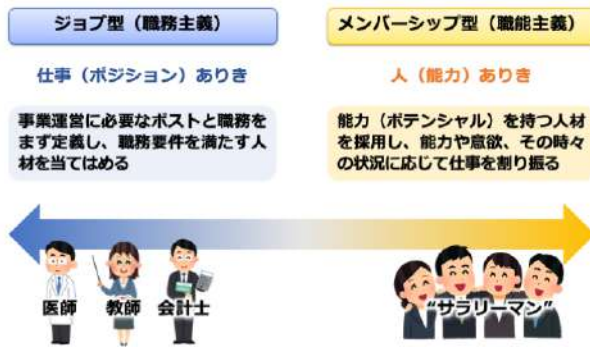 ジョブ型（職務主義）
仕事（ポジション）ありき
事業運営に必要なポストと職務を
まず定義し、職務要件を満たす人
材を当てはめる
メンバーシップ型（職能主義）
人（能力）ありき
能力（ポテンシャル）を持つ人材
を採用し、能力や意欲、その時々
の状況に応じて仕事を割り振る
医師
教師
会計士
“サラリーマン”